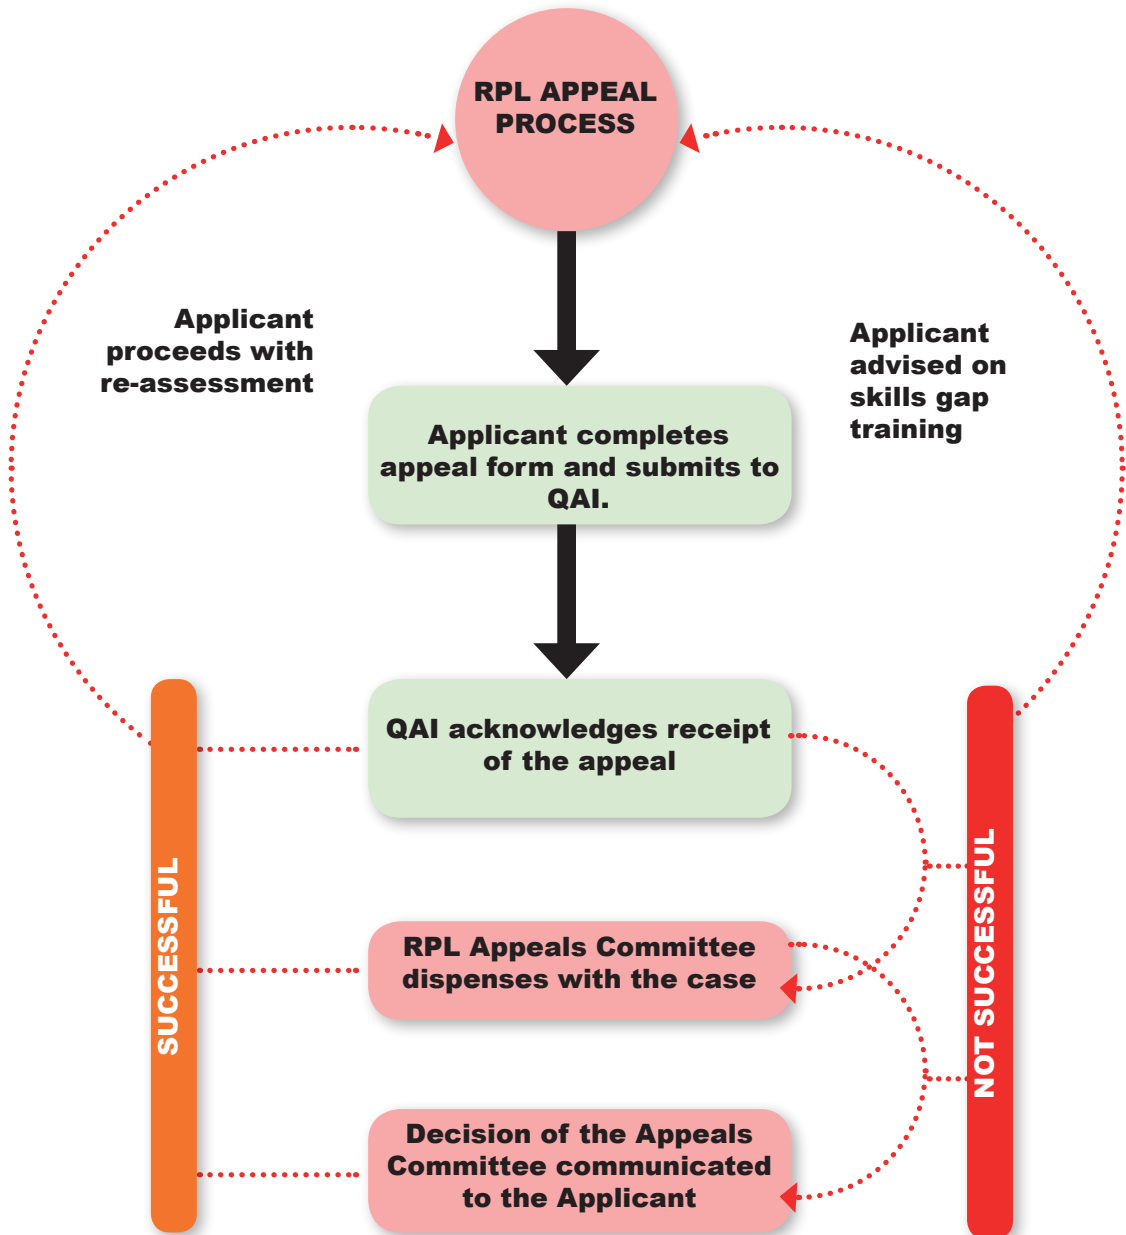 RPL APPEAL
PROCESS
Applicant
proceeds with
re-assessment
Applicant
advised on
skills gap
training
Applicant completes
appeal form and submits to
QAI.
QAI acknowledges receipt
of the appeal
SUCCESSFUL
NOT SUCCESSFUL
RPL Appeals Committee
dispenses with the case
Decision of the Appeals
Committee communicated
to the Applicant